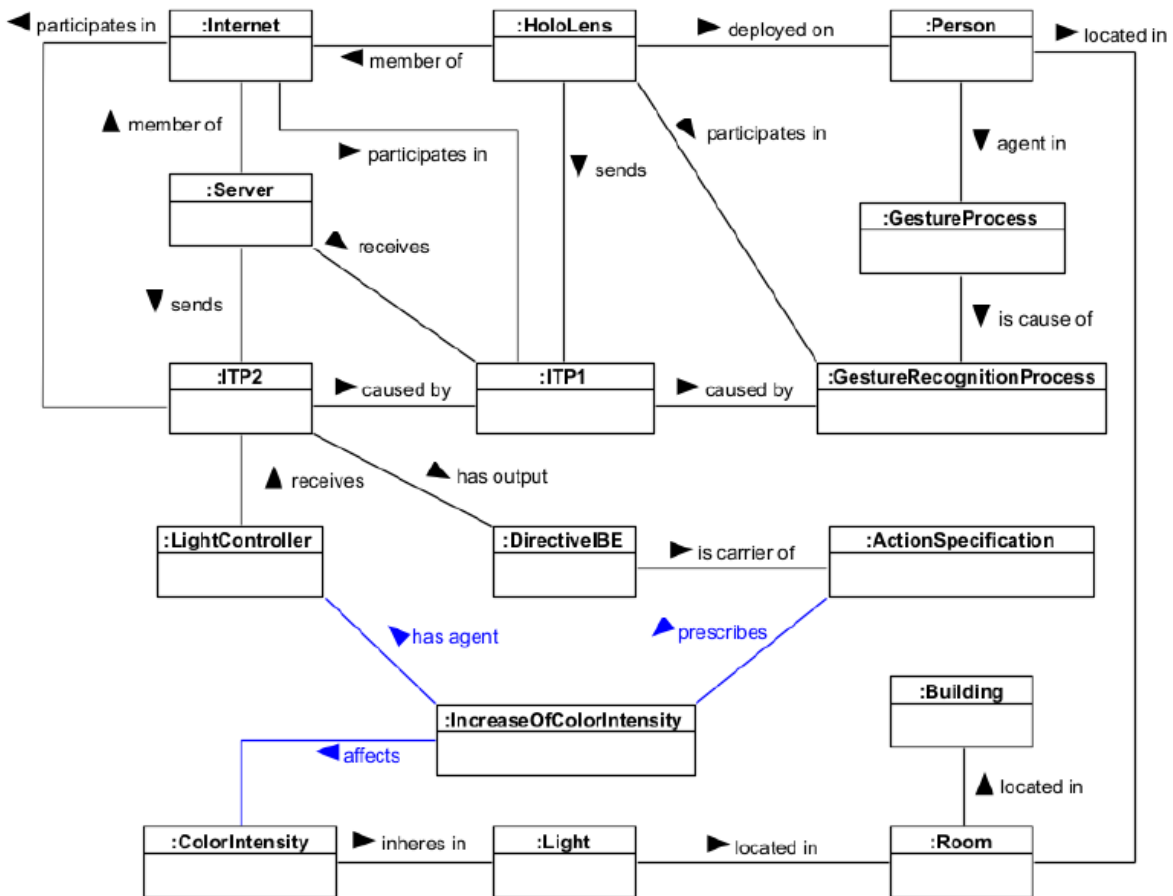 participates in
:Internet
:HoloLens
deployed on
:Person
located in
member of
member of
participates in
participates in
agent in
sends
:Server
:GestureProcess
receives
sends
is cause of
:ITP2
caused by
:ITP1
caused by
:GestureRecognitionProcess
receives
has output
:LightController
:DirectiveIBE
is carrier of
:ActionSpecification
has agent
prescribes
:Building
:IncreaseOfColorIntensity
affects
located in
:ColorIntensity
inheres in
:Light
located in
:Room